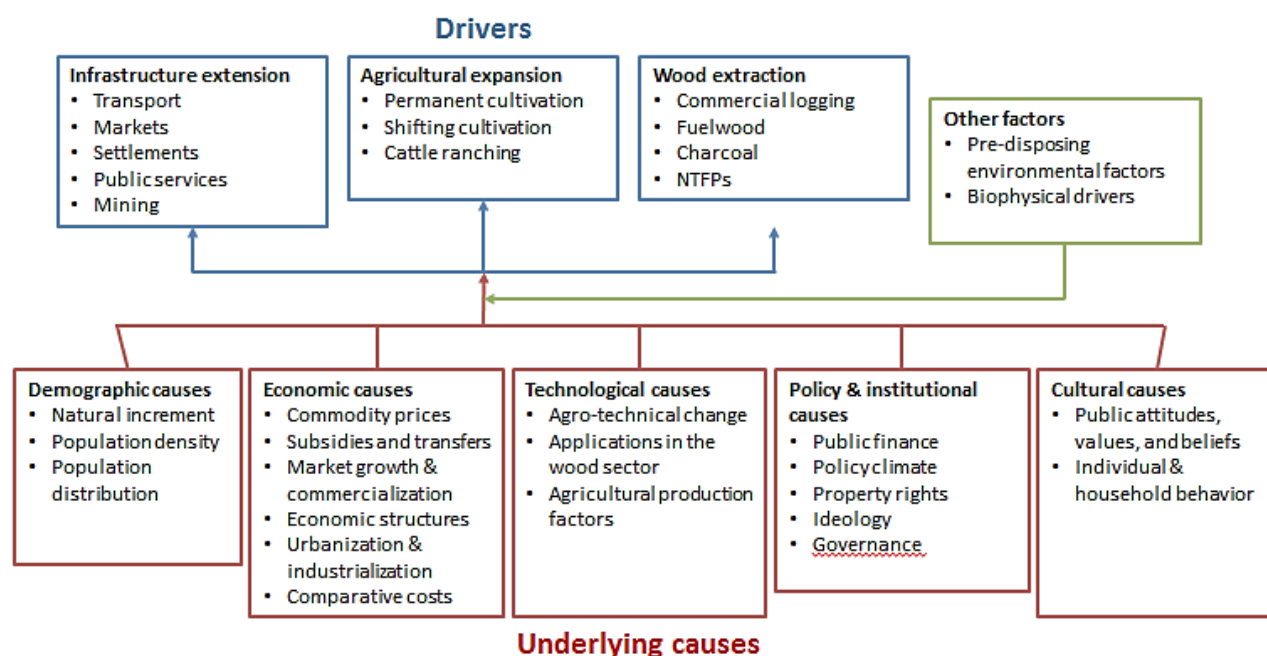 Drivers
Infrastructure extension
• Transport
• Markets
• Settlements
• Public services
• Mining
Agricultural expansion
• Permanent cultivation
• Shifting cultivation
• Cattle ranching
Wood extraction
• Commercial logging
• Fuelwood
• Charcoal
• NTFPs
Other factors
• Pre-disposing
environmental factors
• Biophysical drivers
Demographic causes
• Natural increment
• Population density
• Population
distribution
Economic causes
• Commodity prices
• Subsidies and transfers
• Market growth &
commercialization
• Economic structures
• Urbanization &
industrialization
• Comparative costs
Technological causes
• Agro-technical change
• Applications in the
wood sector
• Agricultural production
factors
Policy & institutional
causes
• Public finance
• Policy climate
• Property rights
• Ideology
• Governance
Cultural causes
• Public attitudes,
values, and beliefs
• Individual &
household behavior
Underlying causes